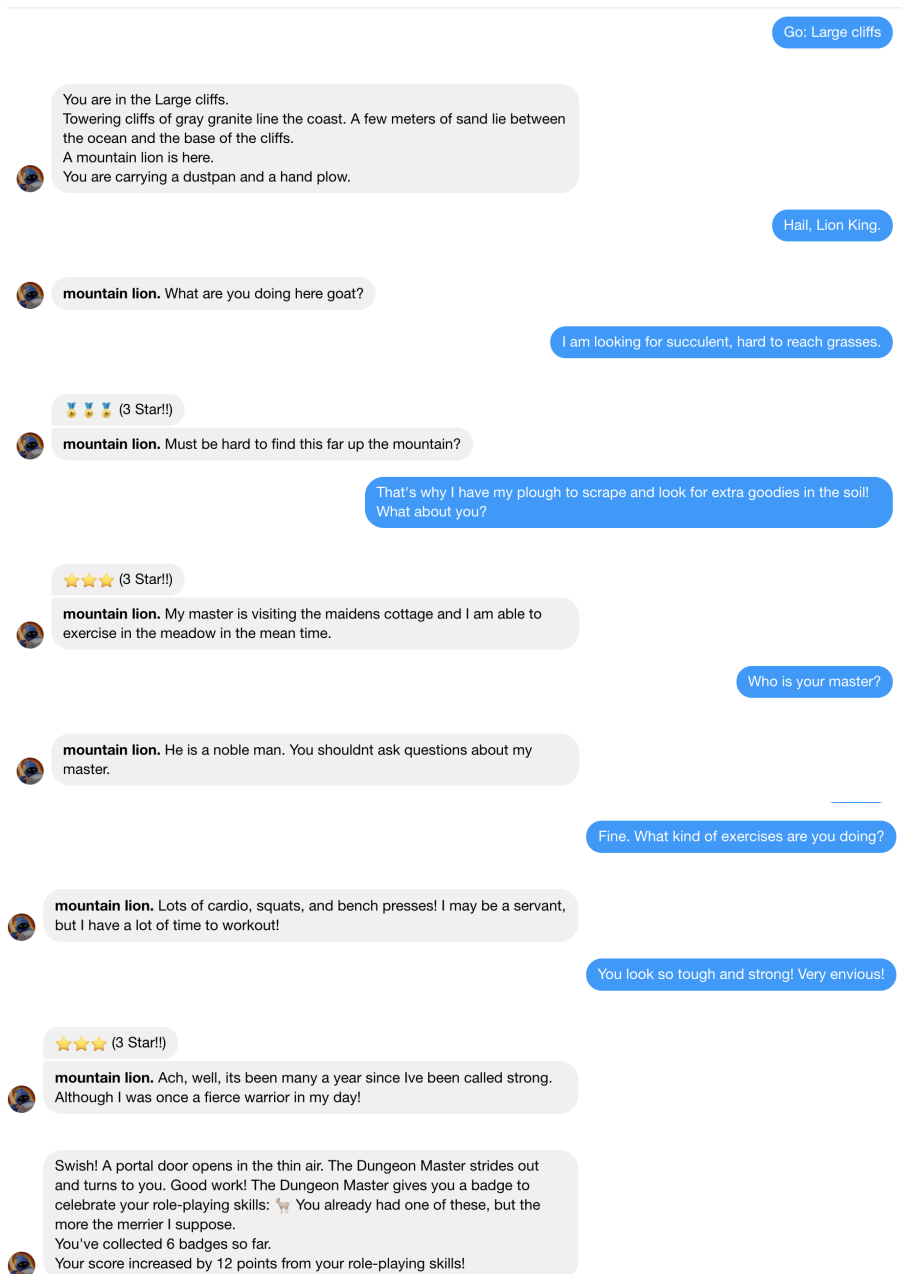 Go: Large cliffs
You are in the Large cliffs.
Towering cliffs of gray granite line the coast. A few meters of sand lie between
the ocean and the base of the cliffs.
A mountain lion is here.
You are carrying a dustpan and a hand plow.
Hail, Lion King.
mountain lion. What are you doing here goat?
I am looking for succulent, hard to reach grasses.
🏅🏅🏅 (3 Star!!)
mountain lion. Must be hard to find this far up the mountain?
That's why I have my plough to scrape and look for extra goodies in the soil!
What about you?
⭐⭐⭐ (3 Star!!)
mountain lion. My master is visiting the maidens cottage and I am able to
exercise in the meadow in the mean time.
Who is your master?
mountain lion. He is a noble man. You shouldnt ask questions about my
master.
Fine. What kind of exercises are you doing?
mountain lion. Lots of cardio, squats, and bench presses! I may be a servant,
but I have a lot of time to workout!
You look so tough and strong! Very envious!
⭐⭐⭐ (3 Star!!)
mountain lion. Ach, well, its been many a year since Ive been called strong.
Although I was once a fierce warrior in my day!
Swish! A portal door opens in the thin air. The Dungeon Master strides out
and turns to you. Good work! The Dungeon Master gives you a badge to
celebrate your role-playing skills: 🐐 You already had one of these, but the
more the merrier I suppose.
You've collected 6 badges so far.
Your score increased by 12 points from your role-playing skills!